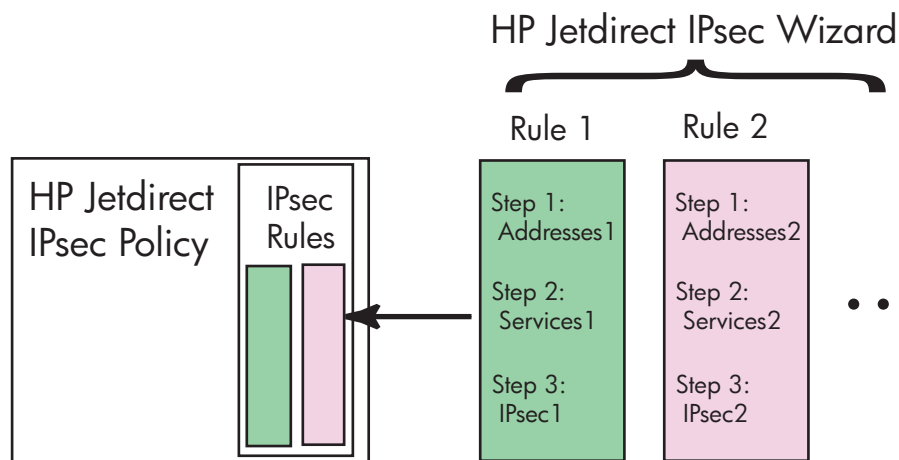 HP Jetdirect IPsec Wizard
Rule 1
Rule 2
HP Jetdirect
IPsec Policy
IPsec
Rules
Step 1:
Addresses1
Step 2:
Services1
Step 3:
IPsec1
Step 1:
Addresses2
Step 2:
Services2
Step 3:
IPsec2